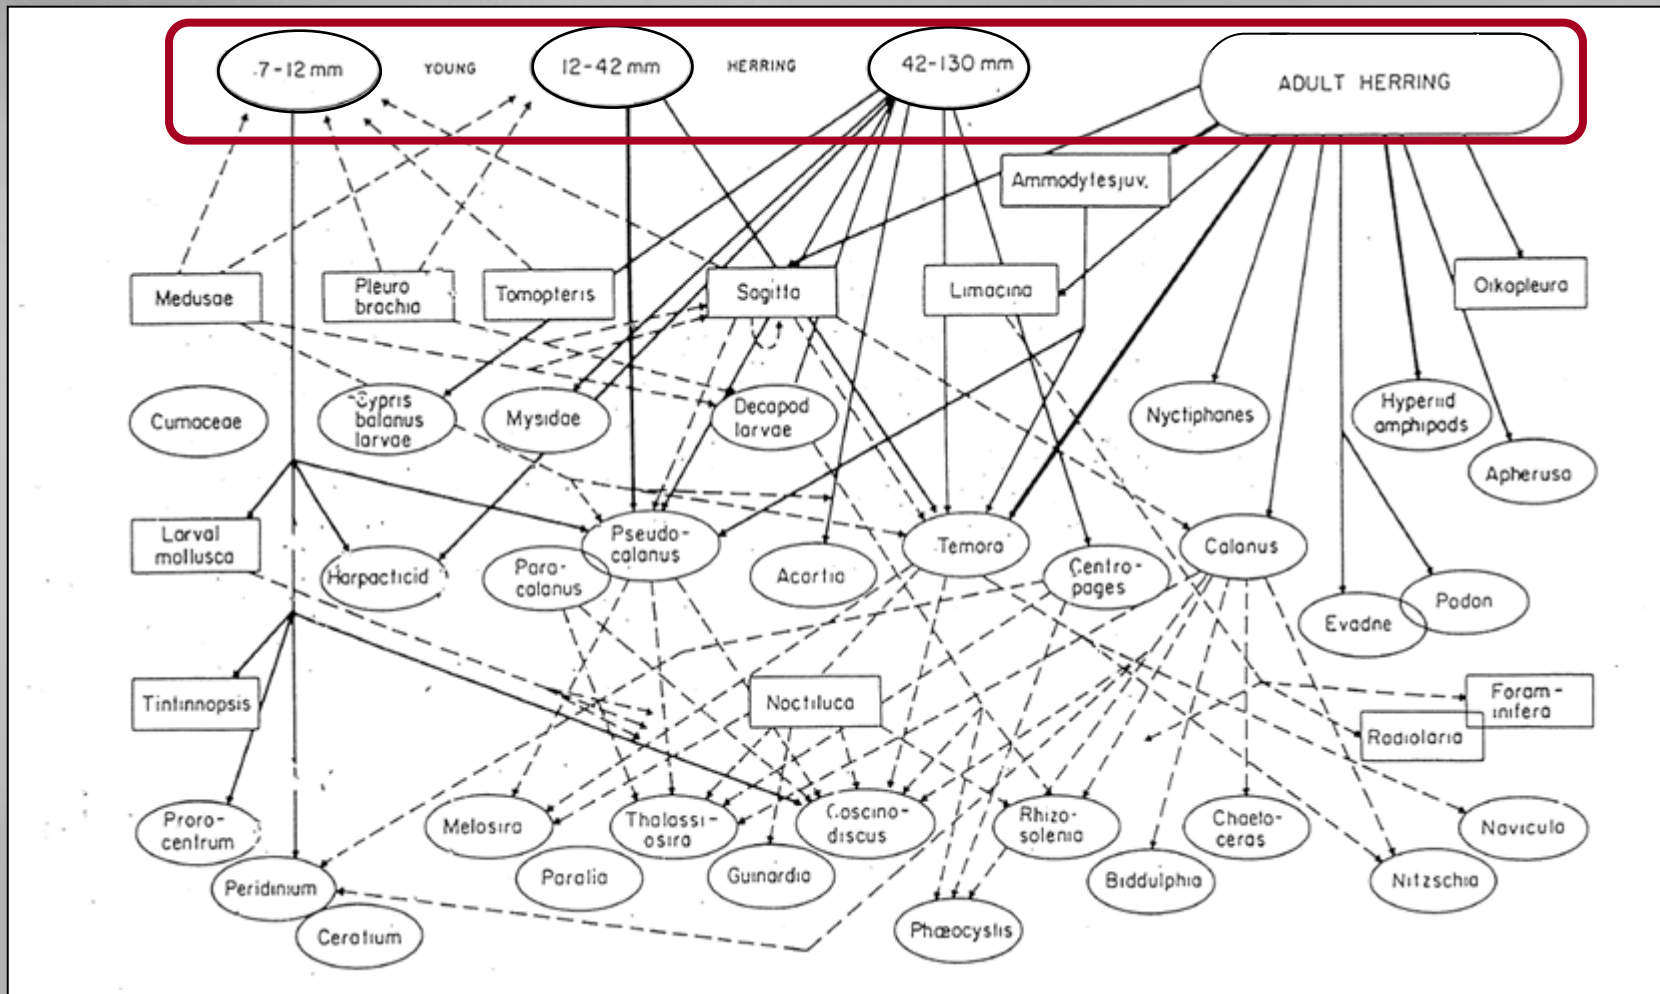 .7-12 mm
YOUNG
12-42 mm
HERRING
42-130 mm
ADULT HERRING
Ammodytesjuv.
Medusae
Pleuro
brachia
Tomopteris
Sagitta
Limacina
Oikopleura
Cumaceae
Cypris
balanus
larvae
Mysidae
Decapod
larvae
Nyctiphanes
Hyperiid
amphipods
Apherusa
Larval
mollusca
Harpacticid
Para-
calanus
Pseudo-
calanus
Acartia
Temora
Centro-
pages
Calanus
Evadne
Podon
Tintinnopsis
Noctiluca
Foram-
inifera
Radiolaria
Proro-
centrum
Melosira
Thalassi-
osira
Coscino-
discus
Rhizo-
solenia
Chaeto-
ceras
Navicula
Peridinium
Paralia
Guinardia
Biddulphia
Nitzschia
Ceratium
Phæocystis